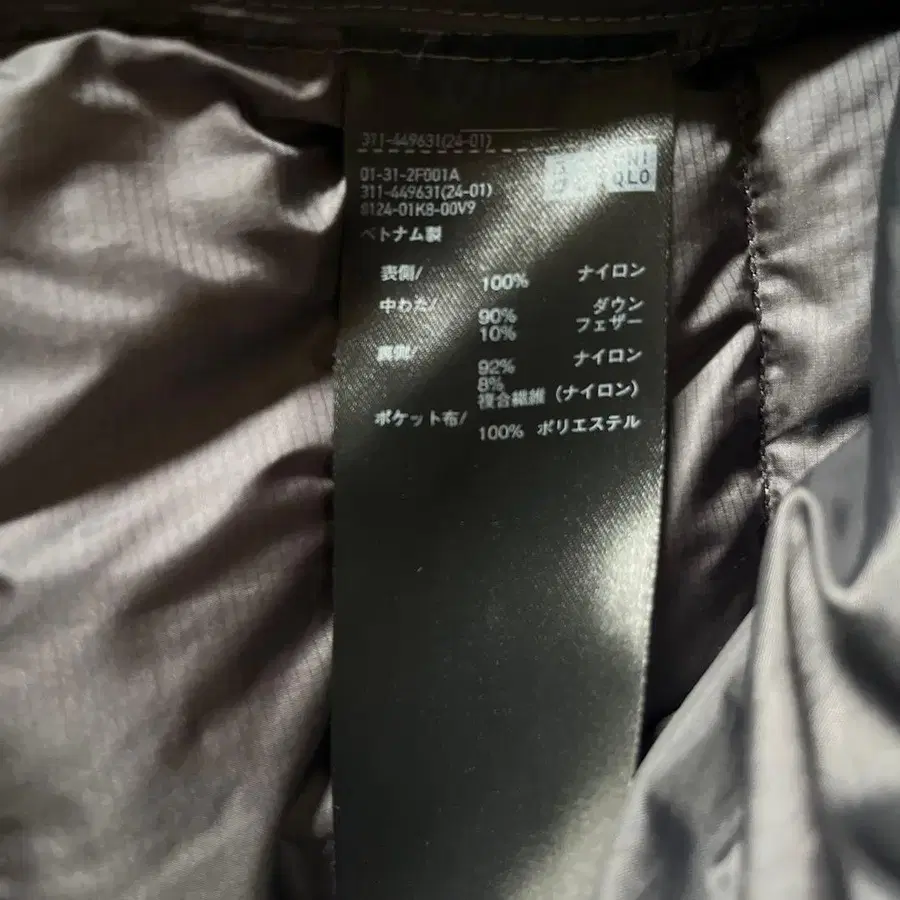 311-449631(24-01)
UNI
QLO
01-31-2F001A
311-449631(24-01)
8124-01K8-00V9
ベトナム製
表側/ 100% ナイロン
中わた/ 90% ダウン
10% フェザー
裏側/ 92% ナイロン
8%
複合繊維 (ナイロン)
ポケット布/ 100% ポリエステル